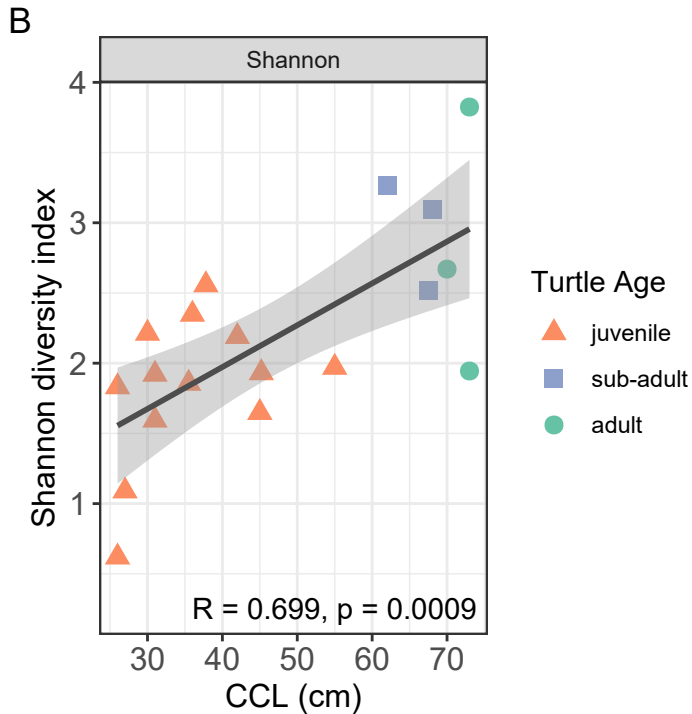 B
Shannon
Shannon diversity index
4
3
2
1
R = 0.699, p = 0.0009
30 40 50 60 70
CCL (cm)
Turtle Age
juvenile
sub-adult
adult